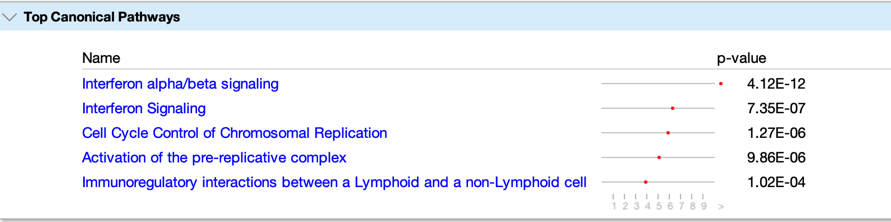 Top Canonical Pathways
Name p-value
Interferon alpha/beta signaling 4.12E-12
Interferon Signaling 7.35E-07
Cell Cycle Control of Chromosomal Replication 1.27E-06
Activation of the pre-replicative complex 9.86E-06
Immunoregulatory interactions between a Lymphoid and a non-Lymphoid cell 1.02E-04
1 2 3 4 5 6 7 8 9 >